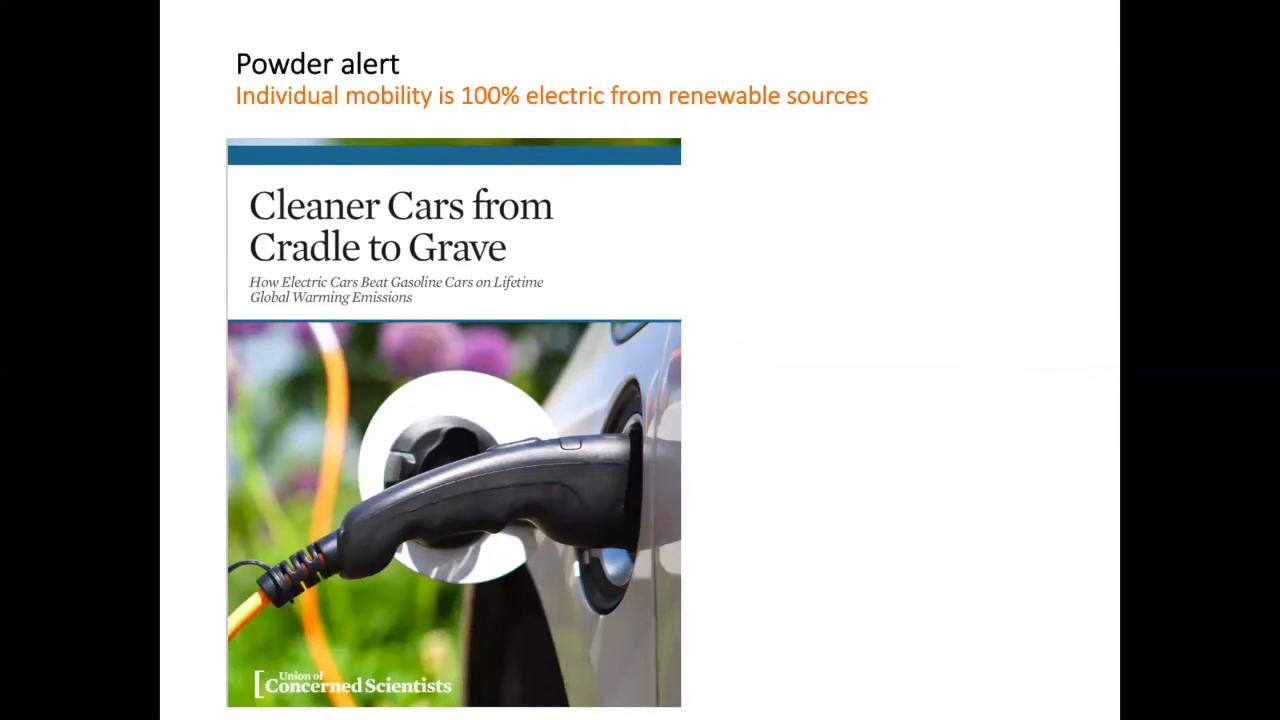 Powder alert
Individual mobility is 100% electric from renewable sources
Cleaner Cars from
Cradle to Grave
How Electric Cars Beat Gasoline Cars on Lifetime
Global Warming Emissions
[Union of
Concerned Scientists